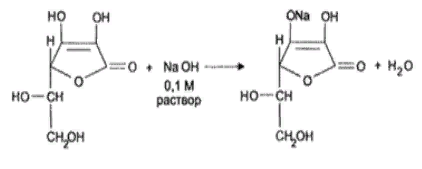 HO OH
H
O + NaOH
O
0,1 М
раствор
HO CH
CH2OH
ONa OH
H
O + H2O
O
HO CH
CH2OH